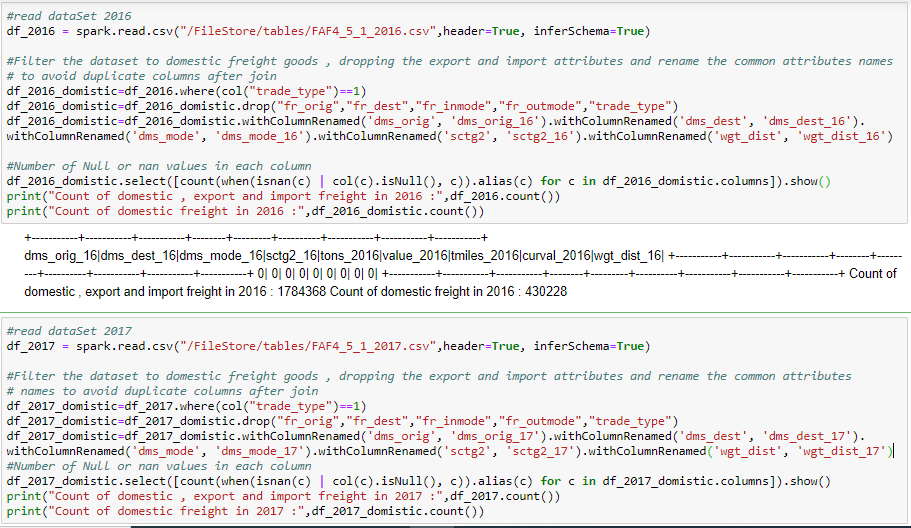 #read dataSet 2016
df_2016 = spark.read.csv("/FileStore/tables/FAF4_5_1_2016.csv",header=True, inferSchema=True)
#Filter the dataset to domestic freight goods , dropping the export and import attributes and rename the common attributes names
# to avoid duplicate columns after join
df_2016_domistic=df_2016.where(col("trade_type")==1)
df_2016_domistic=df_2016_domistic.drop("fr_orig","fr_dest","fr_inmode","fr_outmode","trade_type")
df_2016_domistic=df_2016_domistic.withColumnRenamed('dms_orig', 'dms_orig_16').withColumnRenamed('dms_dest', 'dms_dest_16').
withColumnRenamed('dms_mode', 'dms_mode_16').withColumnRenamed('sctg2', 'sctg2_16').withColumnRenamed('wgt_dist', 'wgt_dist_16')
#Number of Null or nan values in each column
df_2016_domistic.select([count(when(isnan(c) | col(c).isNull(), c)).alias(c) for c in df_2016_domistic.columns]).show()
print("Count of domestic , export and import freight in 2016 :",df_2016.count())
print("Count of domestic freight in 2016 :",df_2016_domistic.count())
+-----------+-----------+-----------+--------+---------+----------+-----------+-----------+-----------+
dms_orig_16|dms_dest_16|dms_mode_16|sctg2_16|tons_2016|value_2016|tmiles_2016|curval_2016|wgt_dist_16| +-----------+-----------+-----------+--------+------
---+----------+-----------+-----------+-----------+ 0| 0| 0| 0| 0| 0| 0| 0| 0| +-----------+-----------+-----------+--------+---------+----------+-----------+-----------+-----------+ Count of
domestic , export and import freight in 2016 : 1784368 Count of domestic freight in 2016 : 430228
#read dataSet 2017
df_2017 = spark.read.csv("/FileStore/tables/FAF4_5_1_2017.csv",header=True, inferSchema=True)
#Filter the dataset to domestic freight goods , dropping the export and import attributes and rename the common attributes
# names to avoid duplicate columns after join
df_2017_domistic=df_2017.where(col("trade_type")==1)
df_2017_domistic=df_2017_domistic.drop("fr_orig","fr_dest","fr_inmode","fr_outmode","trade_type")
df_2017_domistic=df_2017_domistic.withColumnRenamed('dms_orig', 'dms_orig_17').withColumnRenamed('dms_dest', 'dms_dest_17').
withColumnRenamed('dms_mode', 'dms_mode_17').withColumnRenamed('sctg2', 'sctg2_17').withColumnRenamed('wgt_dist', 'wgt_dist_17')
#Number of Null or nan values in each column
df_2017_domistic.select([count(when(isnan(c) | col(c).isNull(), c)).alias(c) for c in df_2017_domistic.columns]).show()
print("Count of domestic , export and import freight in 2017 :",df_2017.count())
print("Count of domestic freight in 2017 :",df_2017_domistic.count())